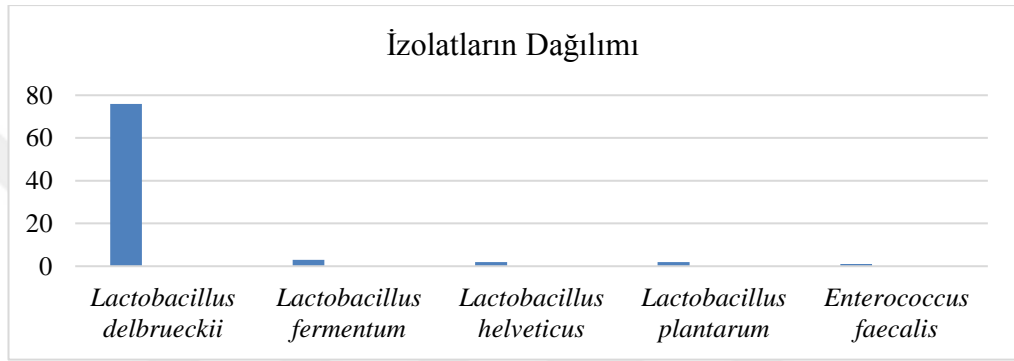 İzolatların Dağılımı
80
60
40
20
0
Lactobacillus delbrueckii
Lactobacillus fermentum
Lactobacillus helveticus
Lactobacillus plantarum
Enterococcus faecalis